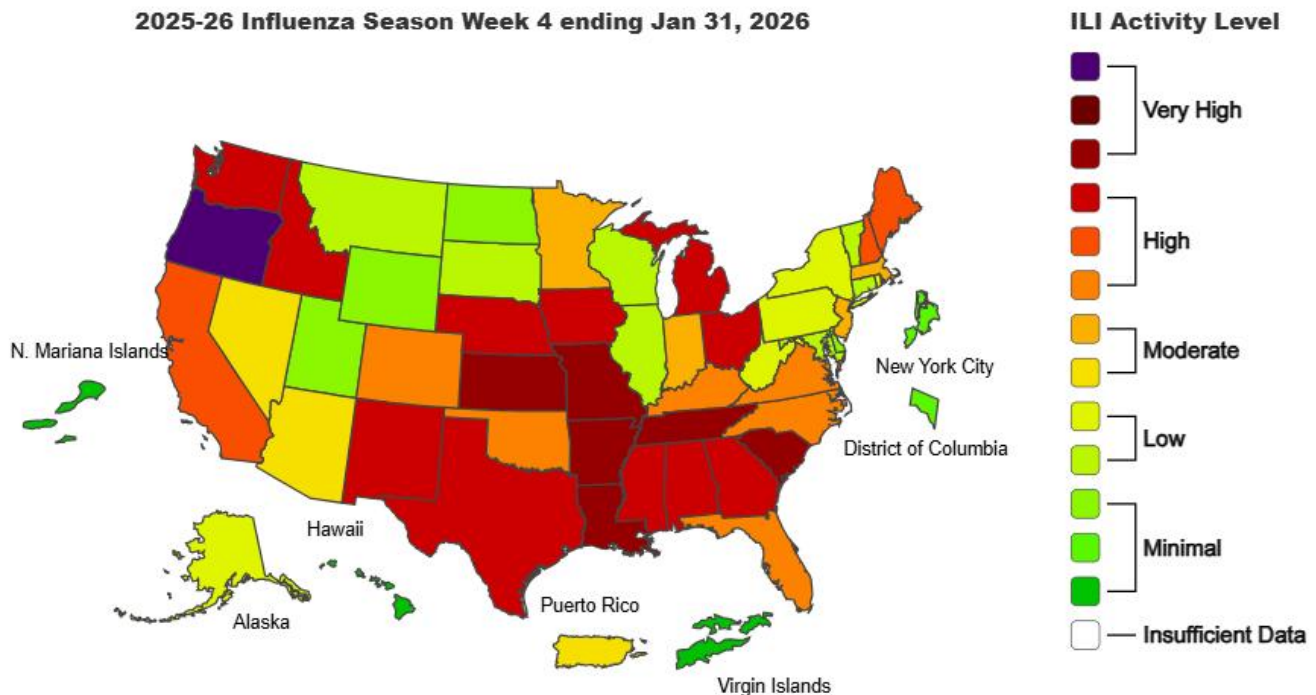 2025-26 Influenza Season Week 4 ending Jan 31, 2026
ILI Activity Level
Very High
High
Moderate
Low
Minimal
Insufficient Data
N. Mariana Islands
New York City
District of Columbia
Hawaii
Alaska
Puerto Rico
Virgin Islands